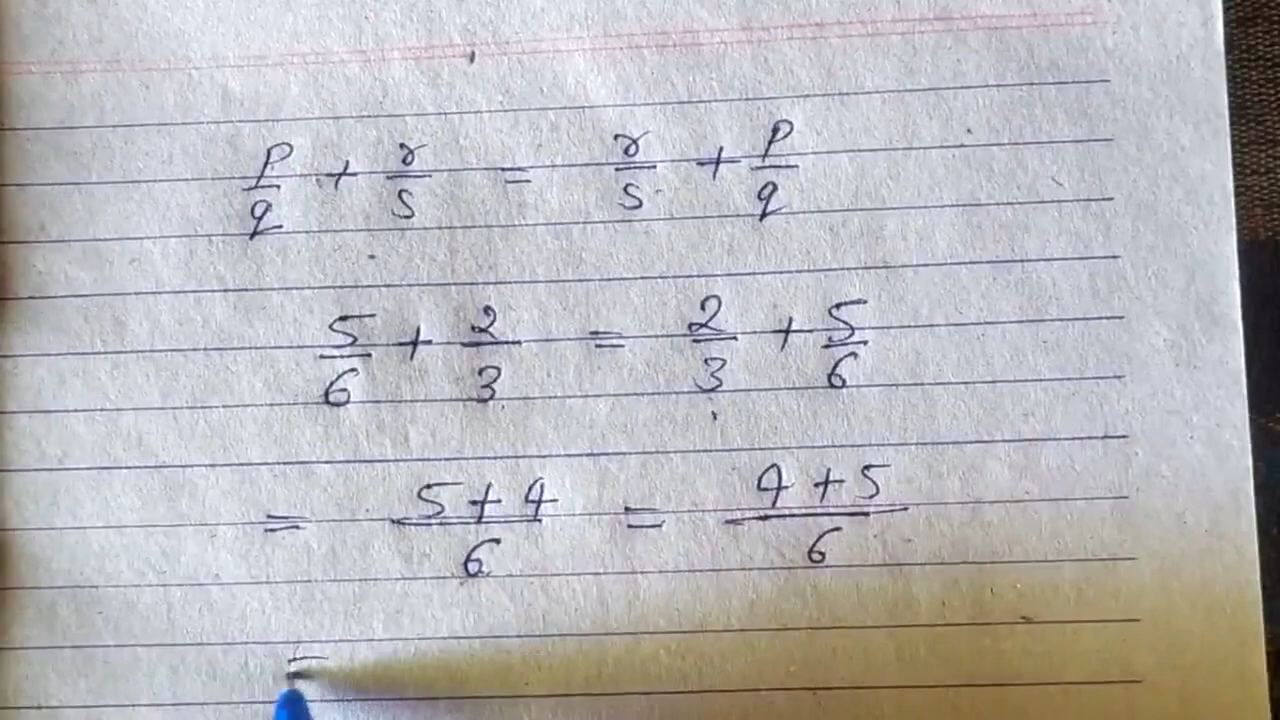 p/q + r/s = r/s + p/q
5/6 + 2/3 = 2/3 + 5/6
= (5+4)/6 = (4+5)/6
=